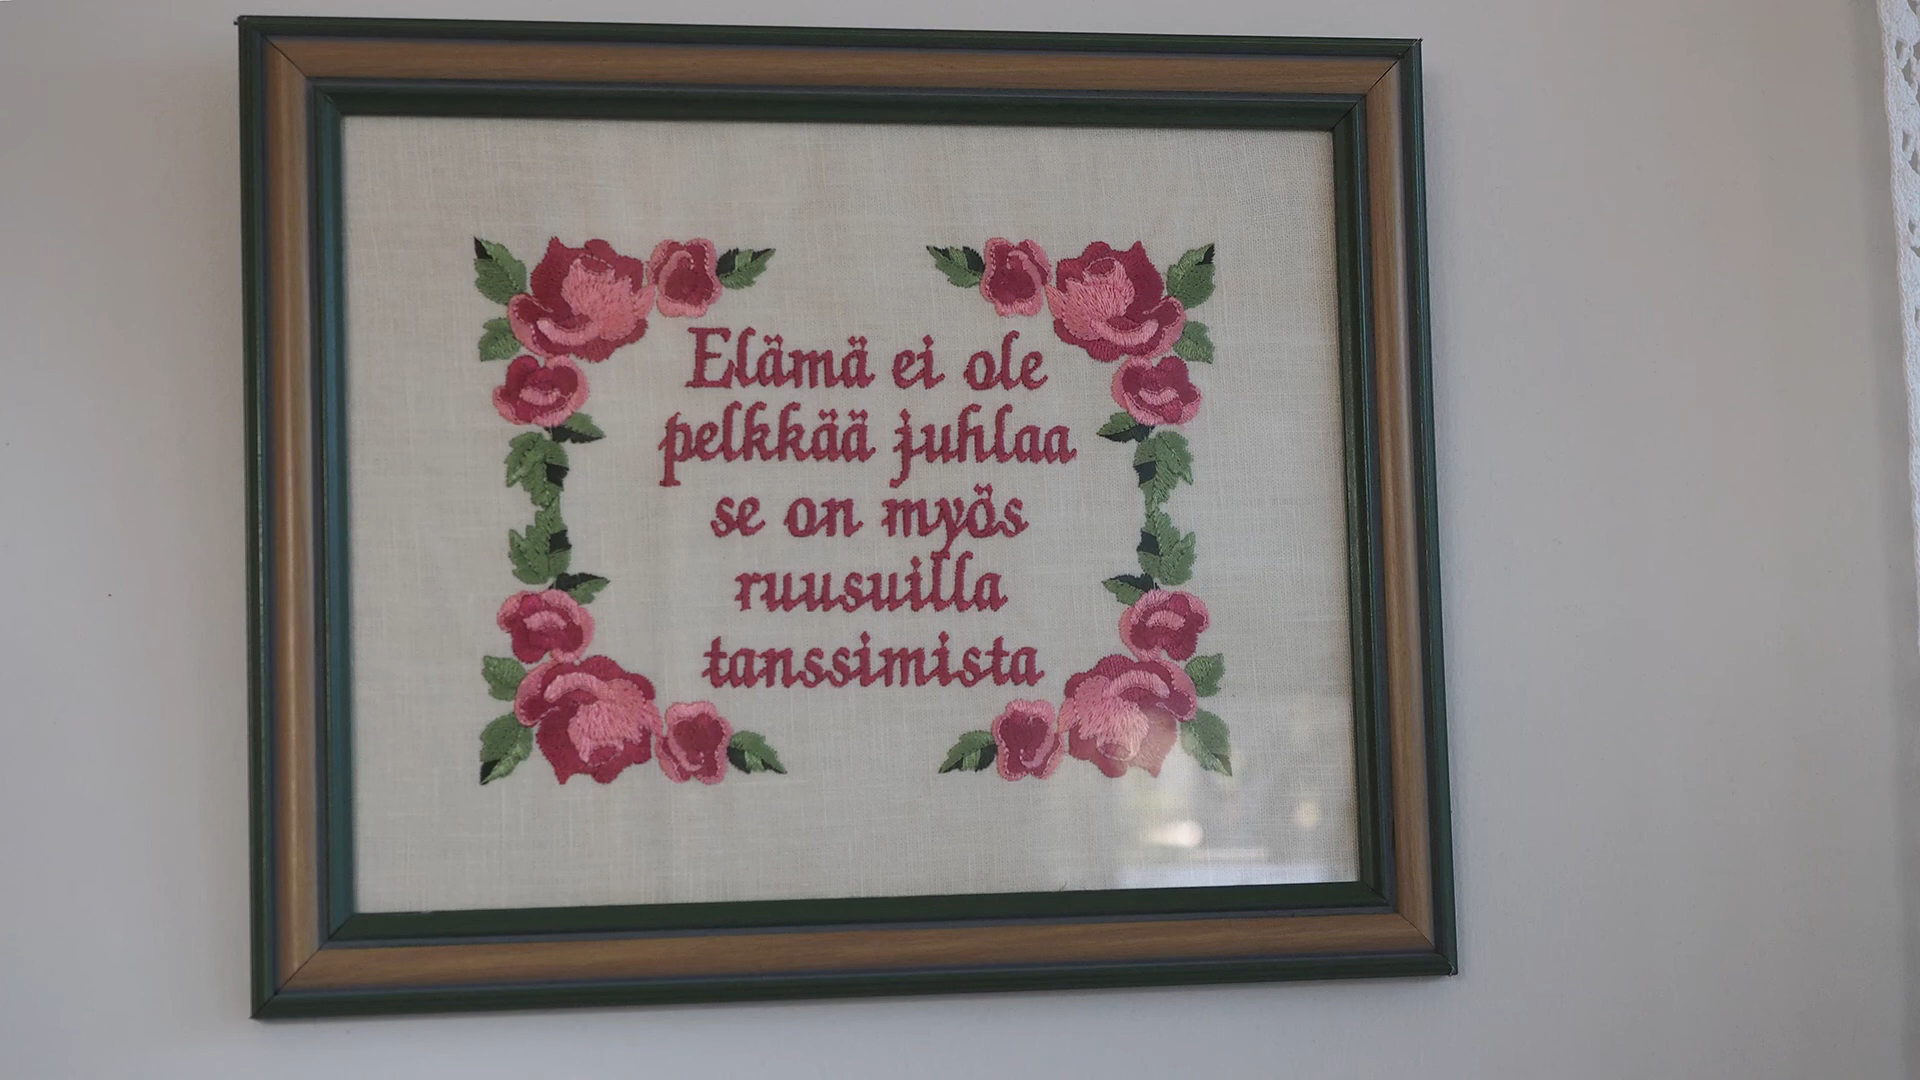 Elämä ei ole
pelkkää juhlaa
se on myös
ruusuilla
tanssimista